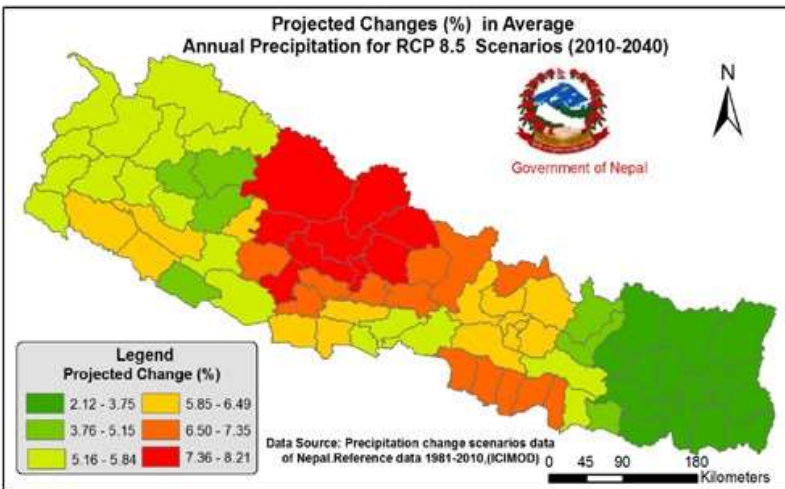 Projected Changes (%) in Average
Annual Precipitation for RCP 8.5 Scenarios (2010-2040)
N
Government of Nepal
Legend
Projected Change (%)
2.12 - 3.75
5.85 - 6.49
3.76 - 5.15
6.50 - 7.35
5.16 - 5.84
7.36 - 8.21
Data Source: Precipitation change scenarios data
of Nepal.Reference data 1981-2010,(ICIMOD)
0 45 90 180
Kilometers